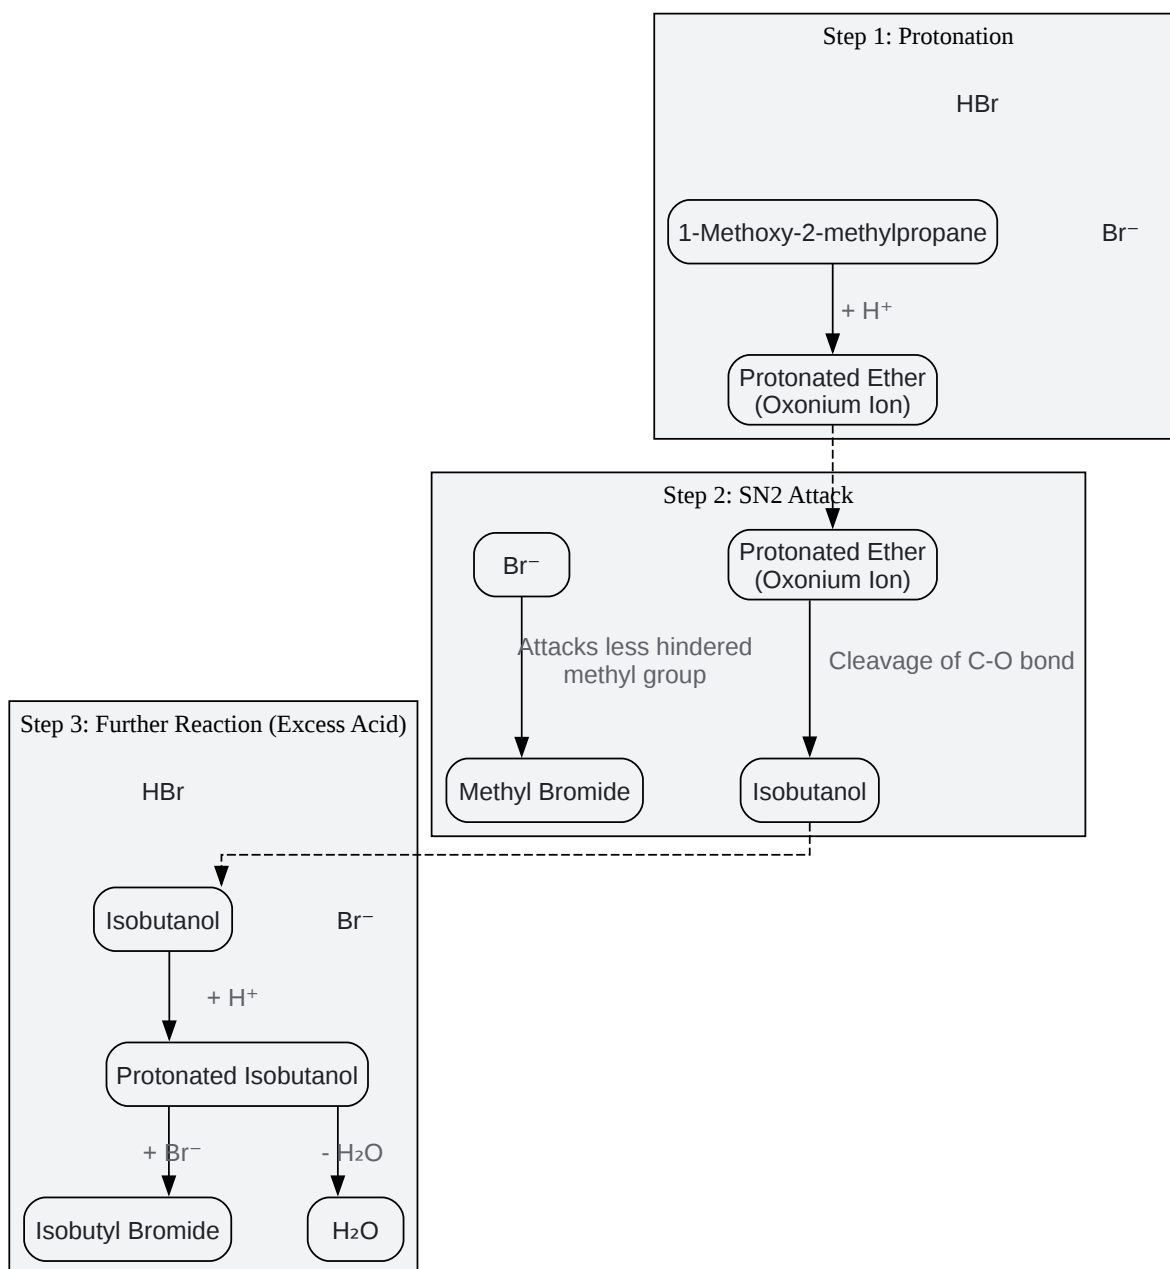 Step 1: Protonation
HBr
1-Methoxy-2-methylpropane
Br⁻
+ H⁺
Protonated Ether
(Oxonium Ion)
Step 2: SN2 Attack
Br⁻
Protonated Ether
(Oxonium Ion)
Attacks less hindered
methyl group
Cleavage of C-O bond
Methyl Bromide
Isobutanol
Step 3: Further Reaction (Excess Acid)
HBr
Isobutanol
Br⁻
+ H⁺
Protonated Isobutanol
+ Br⁻
- H₂O
Isobutyl Bromide
H₂O